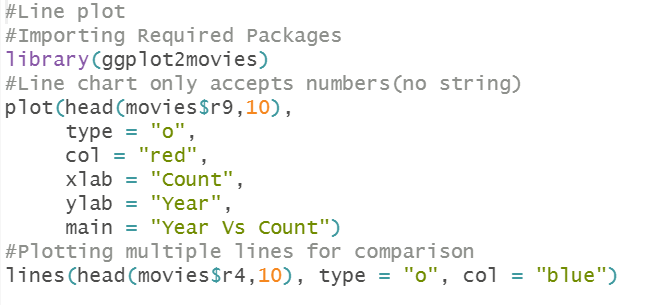 #Line plot
#Importing Required Packages
library(ggplot2movies)
#Line chart only accepts numbers(no string)
plot(head(movies$r9,10),
     type = "o",
     col = "red",
     xlab = "Count",
     ylab = "Year",
     main = "Year Vs Count")
#Plotting multiple lines for comparison
lines(head(movies$r4,10), type = "o", col = "blue")